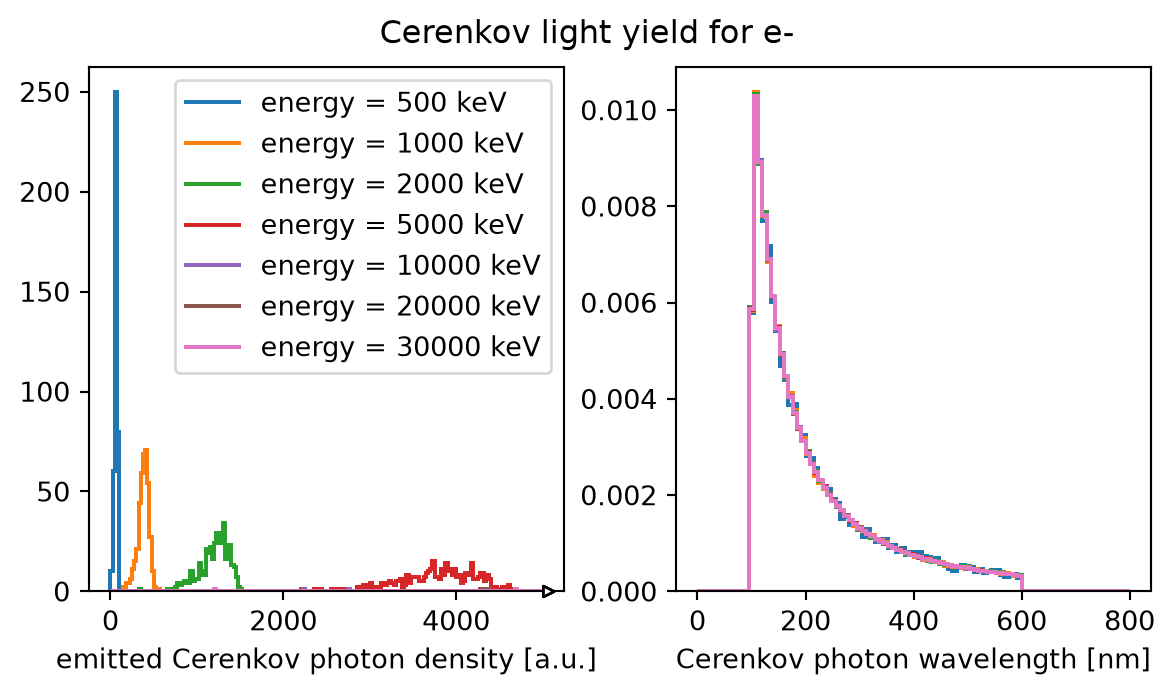 Cerenkov light yield for e-
250
200
150
100
50
0
0 2000 4000
emitted Cerenkov photon density [a.u.]
energy = 500 keV
energy = 1000 keV
energy = 2000 keV
energy = 5000 keV
energy = 10000 keV
energy = 20000 keV
energy = 30000 keV
0.010
0.008
0.006
0.004
0.002
0.000
0 200 400 600 800
Cerenkov photon wavelength [nm]